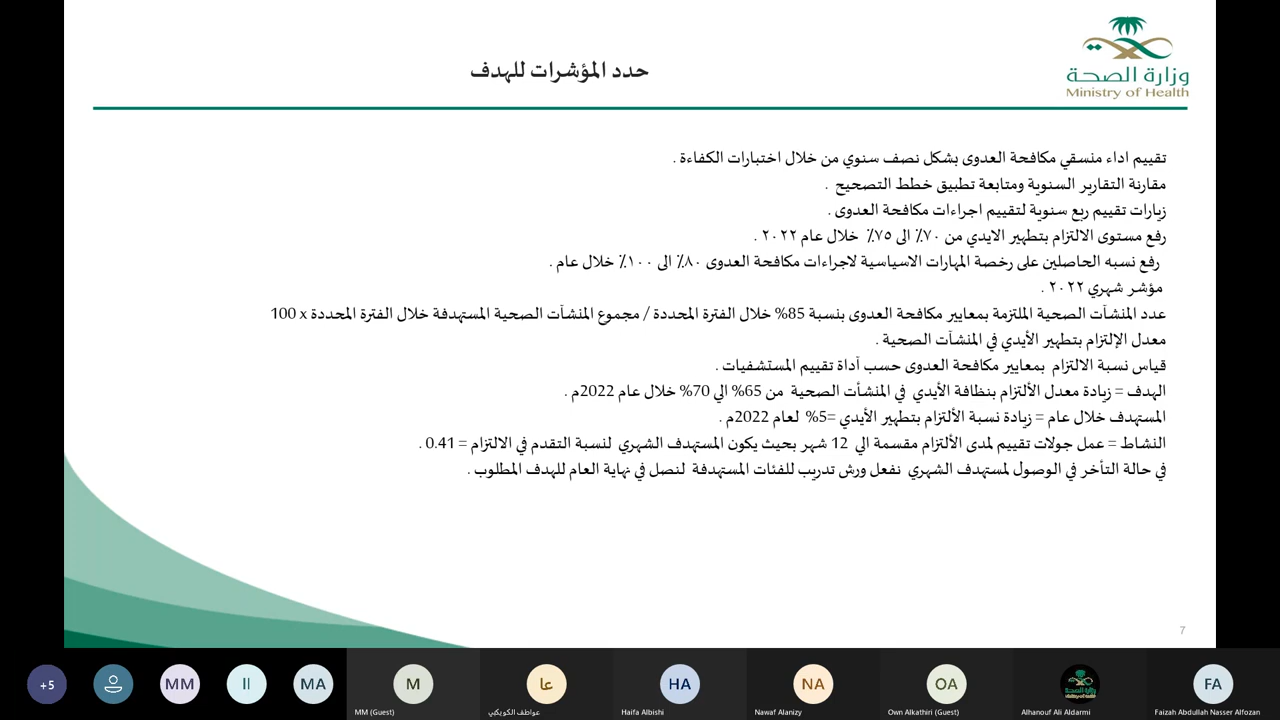 وزارة الصحة
Ministry of Health
حدد المؤشرات للهدف
تقييم اداء منسقي مكافحة العدوى بشكل نصف سنوي من خلال اختبارات الكفاءة .
مقارنة التقارير السنوية ومتابعة تطبيق خطط التصحيح .
زيارات تقييم ربع سنوية لتقييم اجراءات مكافحة العدوى .
رفع مستوى الالتزام بتطهير الايدي من ٧٠٪ الى ٧٥٪ خلال عام ٢٠٢٢ .
رفع نسبه الحاصلين على رخصة المهارات الاسياسية لاجراءات مكافحة العدوى ٨٠٪ الى ١٠٠٪ خلال عام .
مؤشر شهري ٢٠٢٢ .
عدد المنشآت الصحية الملتزمة بمعايير مكافحة العدوى بنسبة 85% خلال الفترة المحددة / مجموع المنشآت الصحية المستهدفة خلال الفترة المحددة x 100
معدل الإلتزام بتطهير الأيدي في المنشآت الصحية .
قياس نسبة الالتزام بمعايير مكافحة العدوى حسب أداة تقييم المستشفيات .
الهدف = زيادة معدل الألتزام بنظافة الأيدي في المنشأت الصحية من 65% الي 70% خلال عام 2022م .
المستهدف خلال عام = زيادة نسبة الألتزام بتطهير الأيدي =5% لعام 2022م .
النشاط = عمل جولات تقييم لمدى الألتزام مقسمة الي 12 شهر بحيث يكون المستهدف الشهري لنسبة التقدم في الالتزام = 0.41 .
في حالة التأخر في الوصول لمستهدف الشهري نفعل ورش تدريب للفئات المستهدفة لنصل في نهاية العام للهدف المطلوب .
7
+5
MM
II
MA
M
MM (Guest)
عا
عواطف الكويكبي
HA
Haifa Albishi
NA
Nawaf Alanizy
OA
Own Alkathiri (Guest)
Alhanouf Ali Aldarmi
FA
Faizah Abdullah Nasser Alfozan